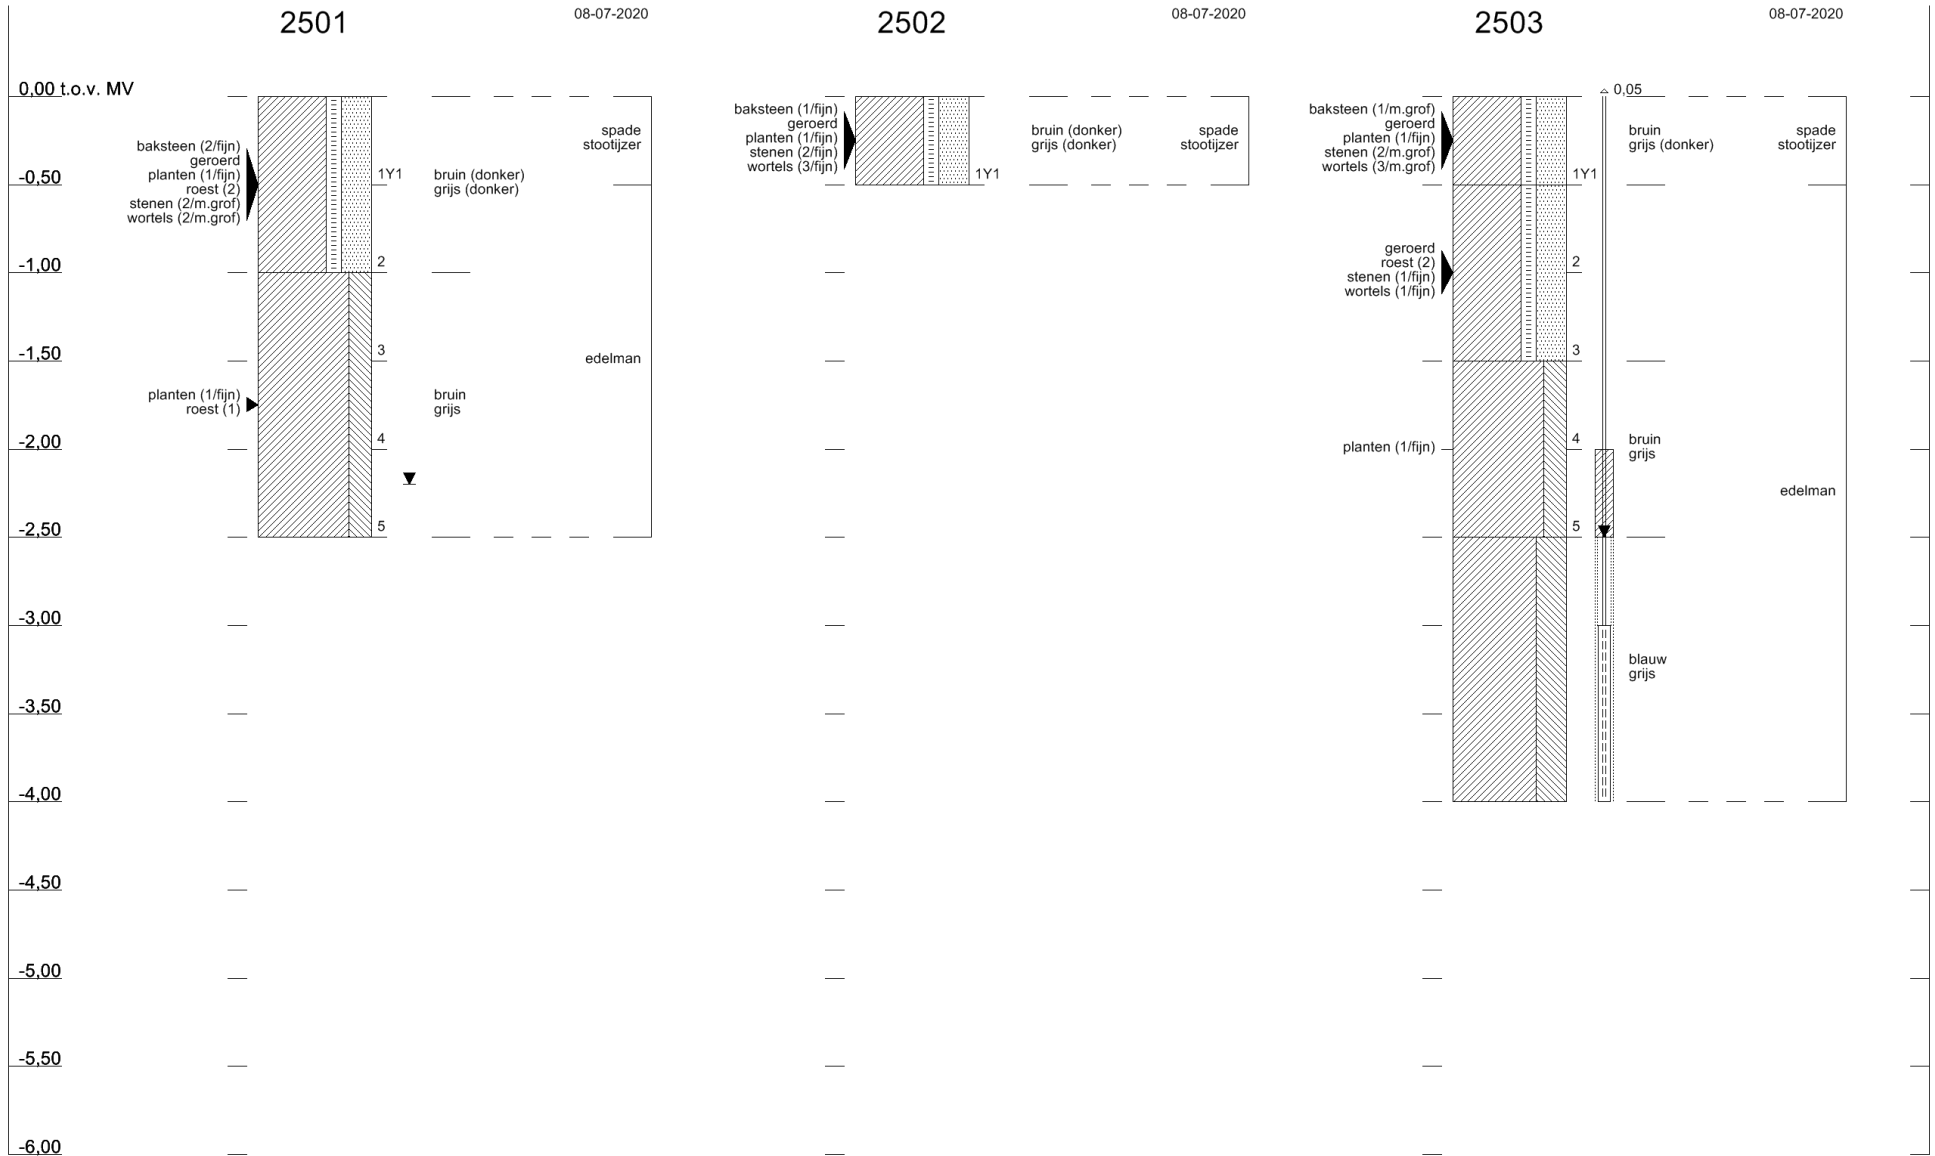 2501
08-07-2020
2502
08-07-2020
2503
08-07-2020
0,00 t.o.v. MV
-0,50
-1,00
-1,50
-2,00
-2,50
-3,00
-3,50
-4,00
-4,50
-5,00
-5,50
-6,00
baksteen (2/fijn)
geroerd
planten (1/fijn)
roest (2)
stenen (2/m.grof)
wortels (2/m.grof)
planten (1/fijn)
roest (1)
1Y1
2
3
4
5
bruin (donker)
grijs (donker)
bruin
grijs
spade
stootijzer
edelman
baksteen (1/fijn)
geroerd
planten (1/fijn)
stenen (2/fijn)
wortels (3/fijn)
1Y1
bruin (donker)
grijs (donker)
spade
stootijzer
baksteen (1/m.grof)
geroerd
planten (1/fijn)
stenen (2/m.grof)
wortels (3/m.grof)
geroerd
roest (2)
stenen (1/fijn)
wortels (1/fijn)
planten (1/fijn)
1Y1
2
3
4
5
0,05
bruin
grijs (donker)
bruin
grijs
blauw
grijs
spade
stootijzer
edelman